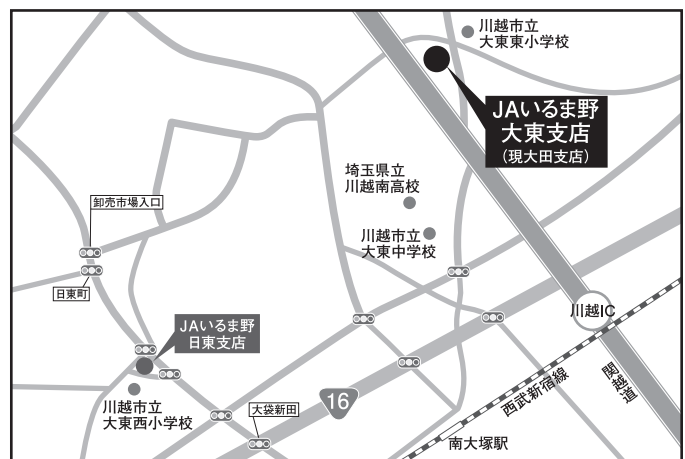 川越市立
大東東小学校
JAいるま野
大東支店
(現大田支店)
埼玉県立
川越南高校
川越市立
大東中学校
卸売市場入口
日東町
JAいるま野
日東支店
川越市立
大東西小学校
大袋新田
16
川越IC
関越道
西武新宿線
南大塚駅